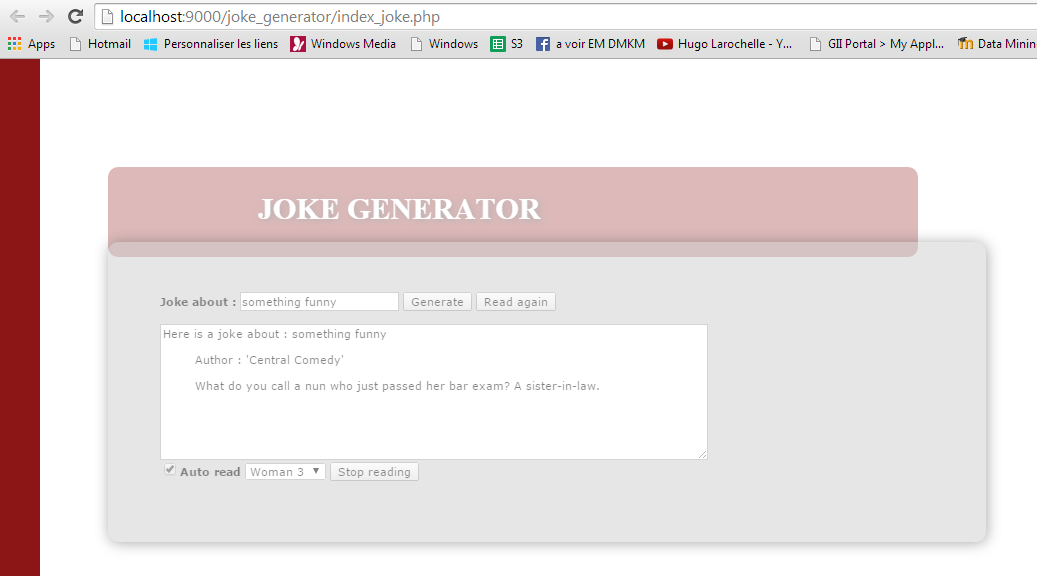 localhost:9000/joke_generator/index_joke.php
Apps Hotmail Personnaliser les liens Windows Media Windows S3 a voir EM DMKM Hugo Larochelle - Y... GII Portal > My Appl... Data Minin
JOKE GENERATOR
Joke about : something funny Generate Read again
Here is a joke about : something funny
Author : 'Central Comedy'
What do you call a nun who just passed her bar exam? A sister-in-law.
Auto read Woman 3 Stop reading